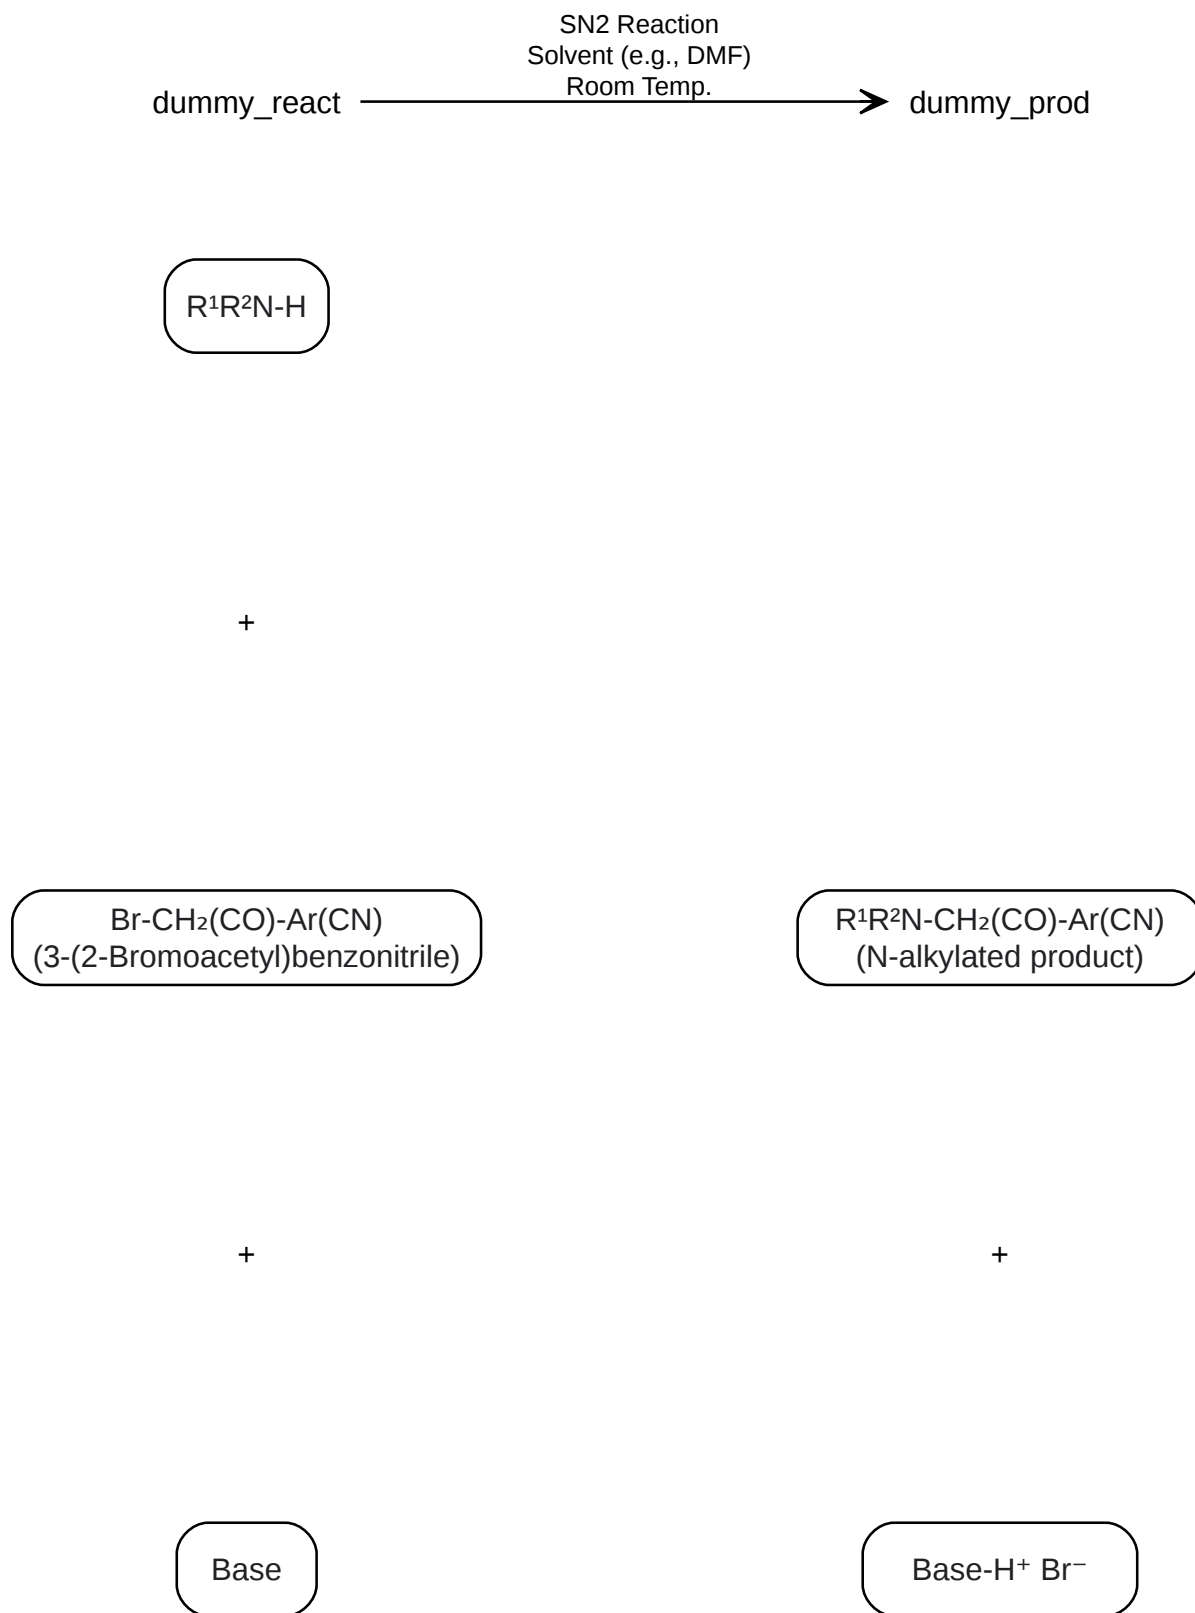 SN2 Reaction
Solvent (e.g., DMF)
Room Temp.
dummy_react
dummy_prod
R¹R²N-H
+
Br-CH₂(CO)-Ar(CN)
(3-(2-Bromoacetyl)benzonitrile)
R¹R²N-CH₂(CO)-Ar(CN)
(N-alkylated product)
+
+
Base
Base-H⁺ Br⁻